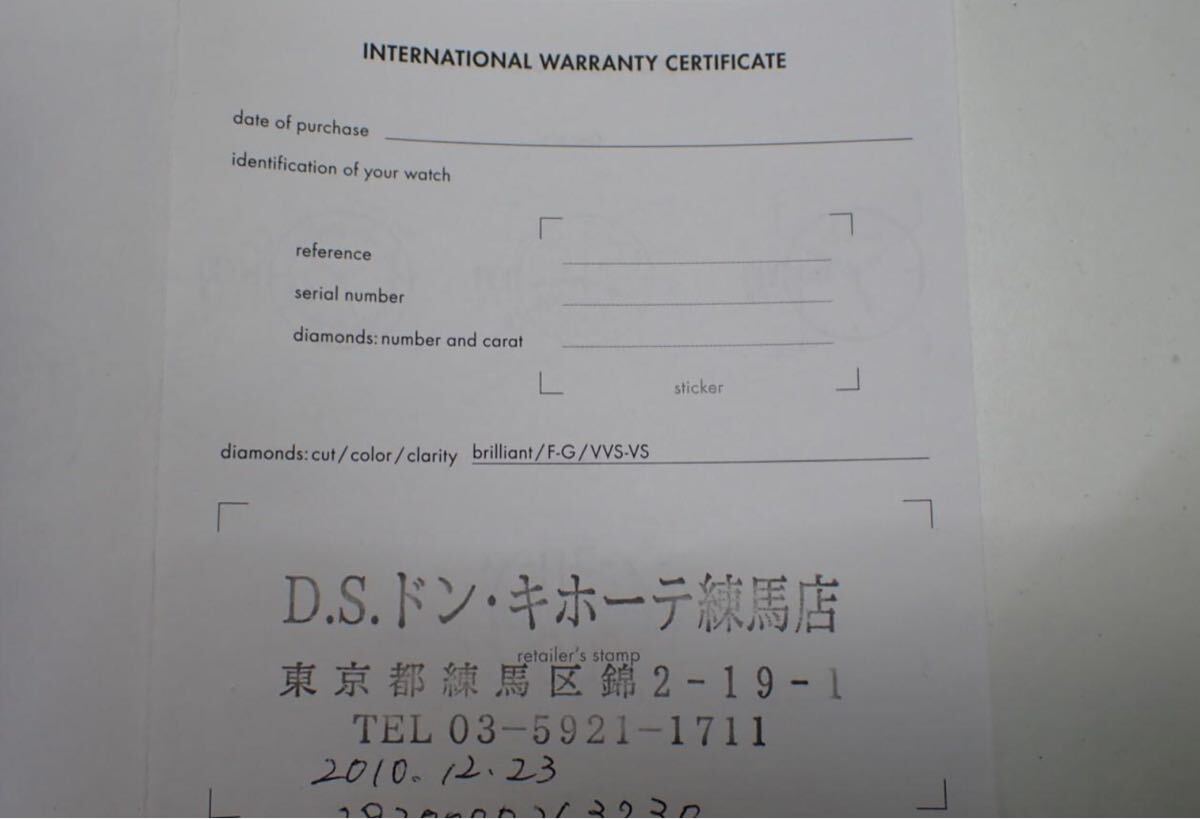 INTERNATIONAL WARRANTY CERTIFICATE
date of purchase
identification of your watch
reference
serial number
diamonds: number and carat
sticker
diamonds: cut / color / clarity brilliant / F-G / VVS-VS
D.S.ドン・キホーテ練馬店
retailer's stamp
東京都練馬区錦2-19-1
TEL 03-5921-1711
2010.12.23